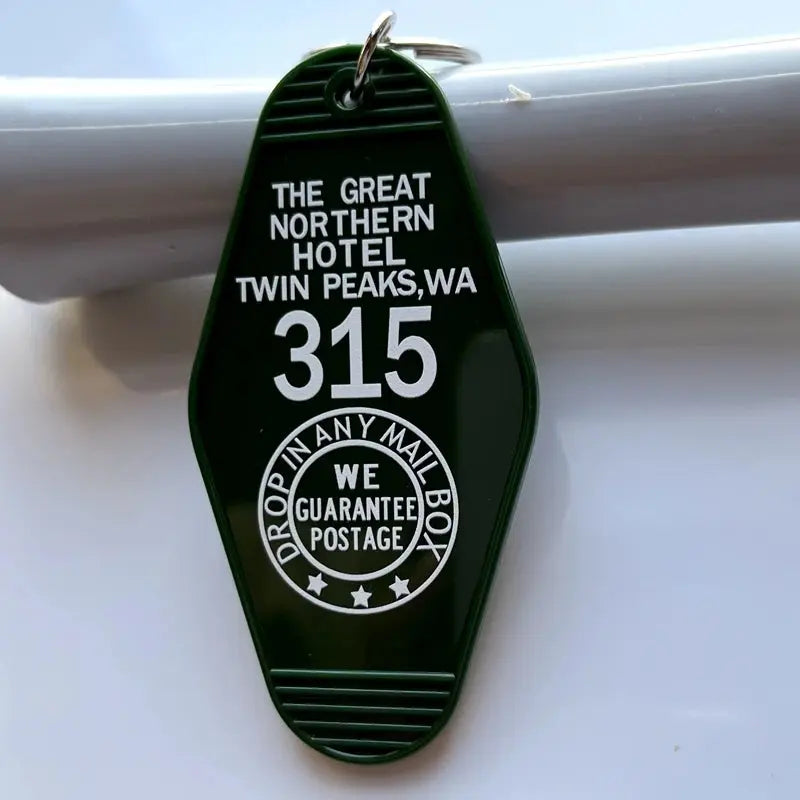 THE GREAT
NORTHERN
HOTEL
TWIN PEAKS,WA
315
DROP IN ANY MAIL BOX
WE
GUARANTEE
POSTAGE